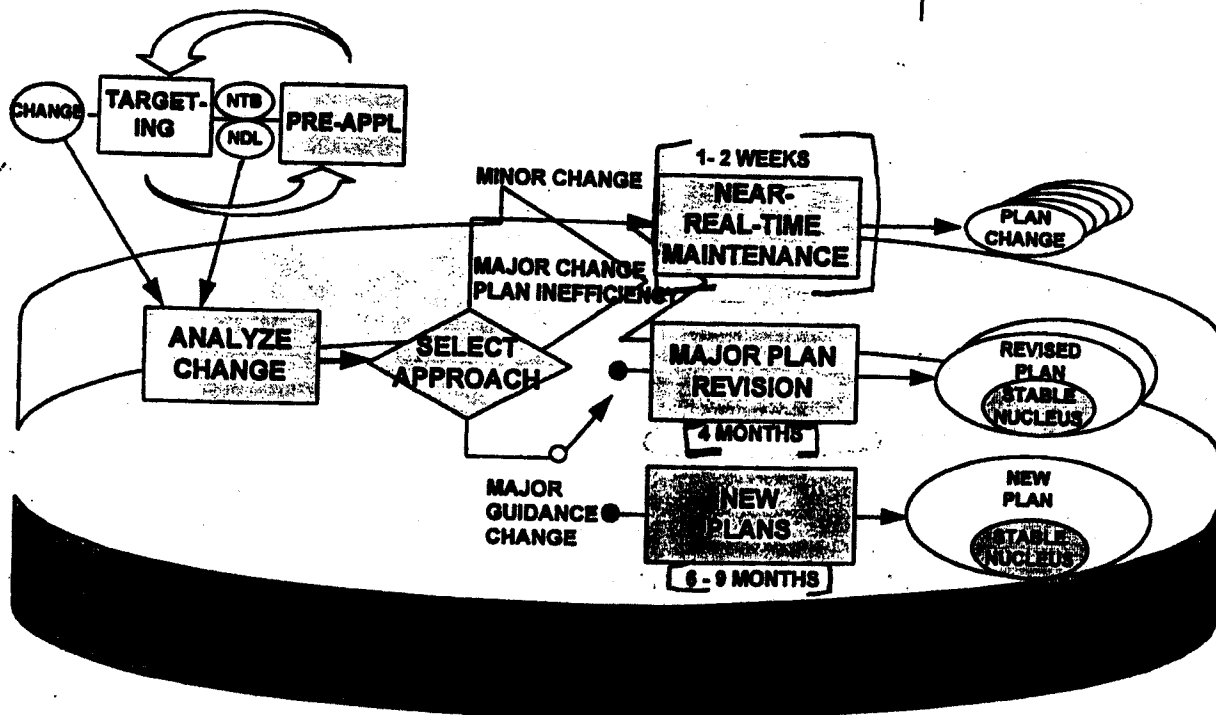 CHANGE
TARGET-
ING
NTB
NDL
PRE-APPL
MINOR CHANGE
1- 2 WEEKS
NEAR-
REAL-TIME
MAINTENANCE
PLAN
CHANGE
MAJOR CHANGE
PLAN INEFFICIENCY
ANALYZE
CHANGE
SELECT
APPROACH
MAJOR PLAN
REVISION
4 MONTHS
REVISED
PLAN
STABLE
NUCLEUS
MAJOR
GUIDANCE
CHANGE
NEW
PLANS
6 - 9 MONTHS
NEW
PLAN
STABLE
NUCLEUS